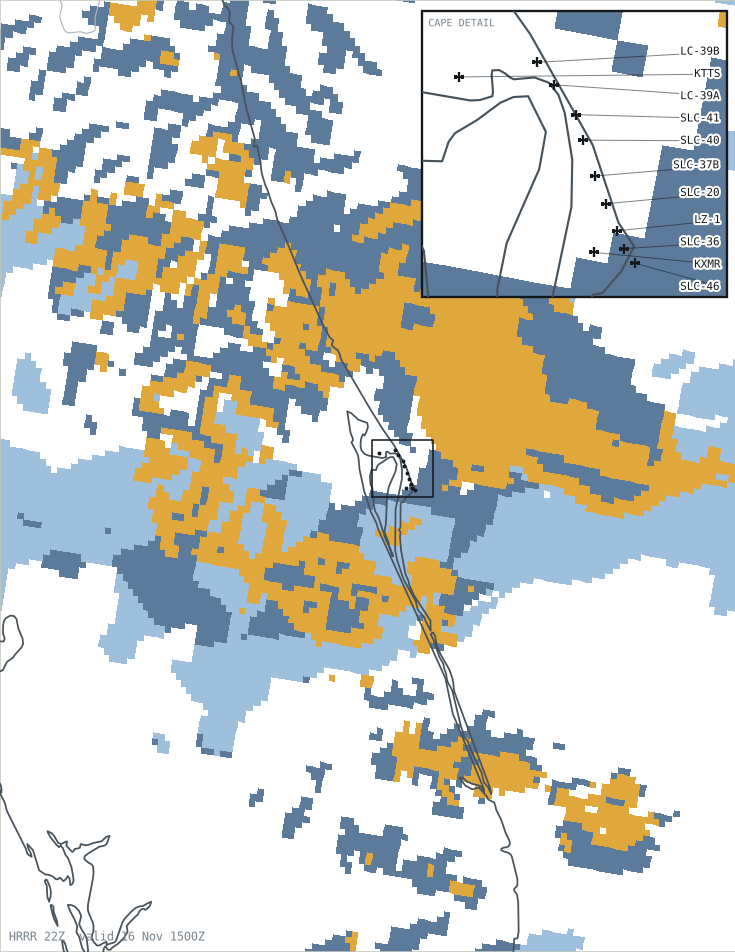 CAPE DETAIL
LC-39B
KTTS
LC-39A
SLC-41
SLC-40
SLC-37B
SLC-20
LZ-1
SLC-36
KXMR
SLC-46
HRRR 22Z valid 16 Nov 1500Z